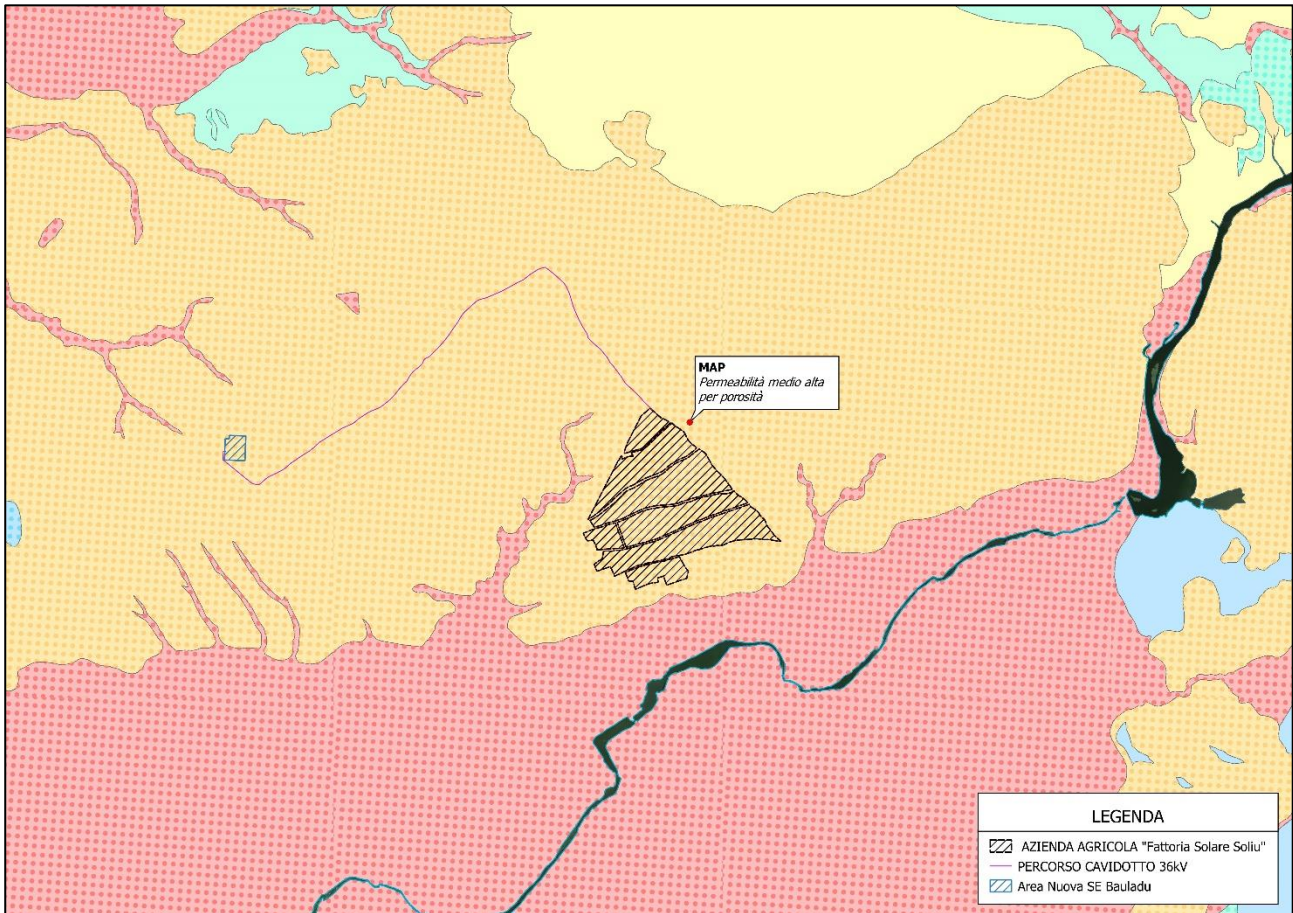 MAP
Permeabilità medio alta
per porosità
LEGENDA
AZIENDA AGRICOLA "Fattoria Solare Soliu"
PERCORSO CAVIDOTTO 36kV
Area Nuova SE Bauladu